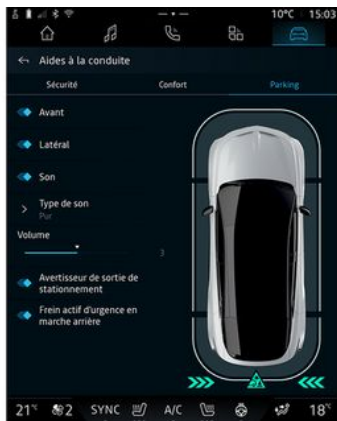 10°C 15:03
Aides à la conduite
Sécurité Confort Parking
Avant
Latéral
Son
Type de son
Pur
Volume
3
Avertisseur de sortie de
stationnement
Frein actif d'urgence en
marche arrière
21°C 2 SYNC A/C 18°C